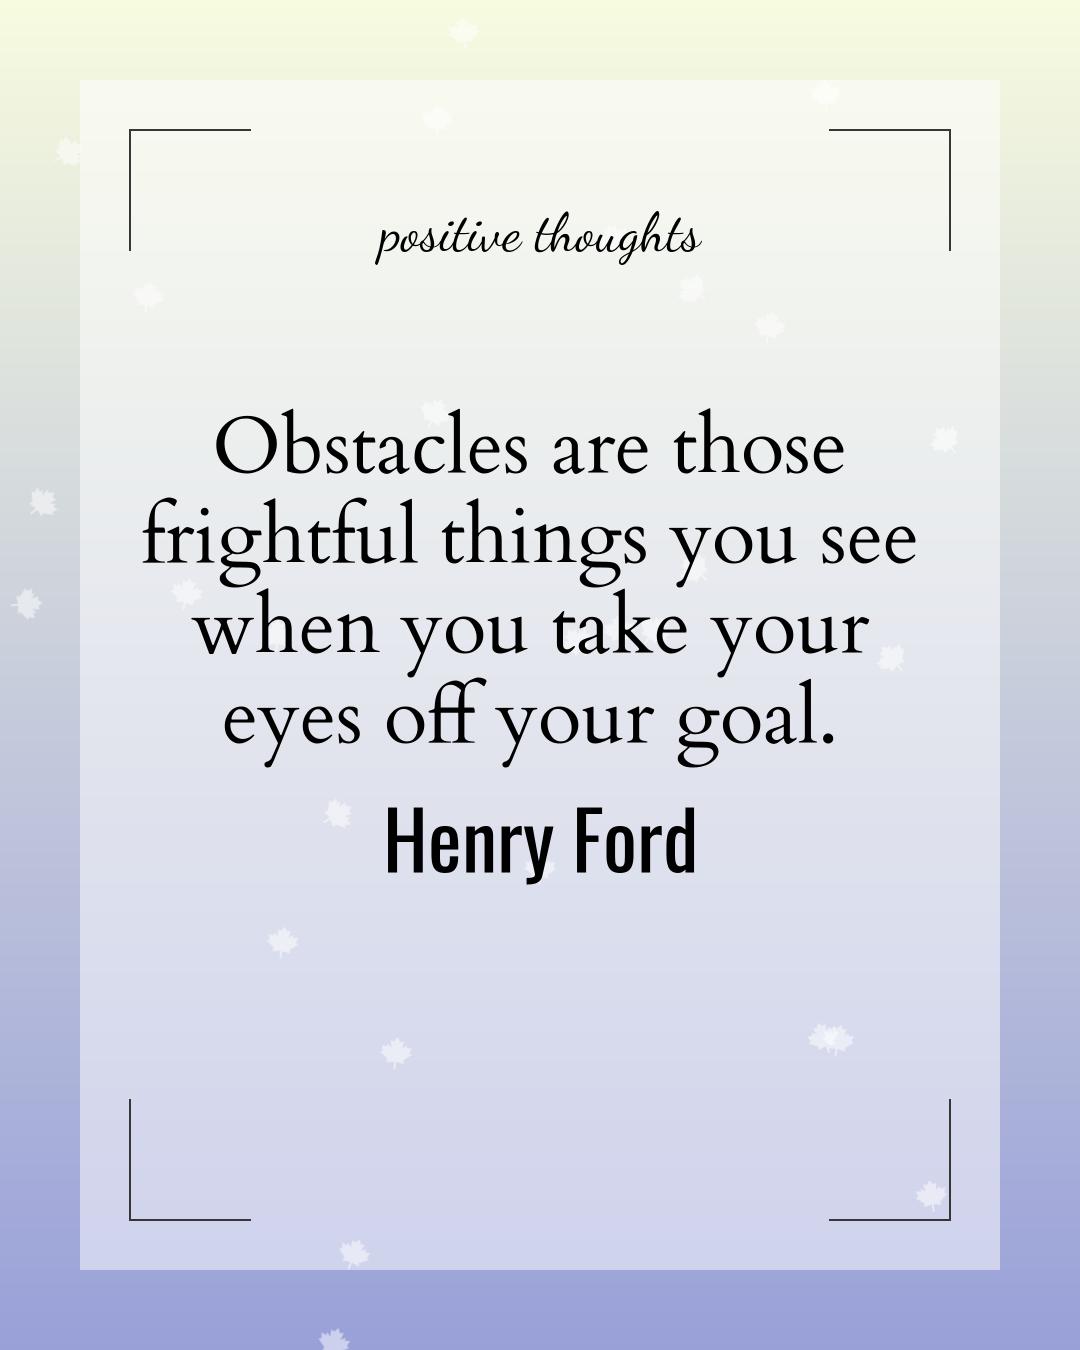 positive thoughts
Obstacles are those
frightful things you see
when you take your
eyes off your goal.
Henry Ford